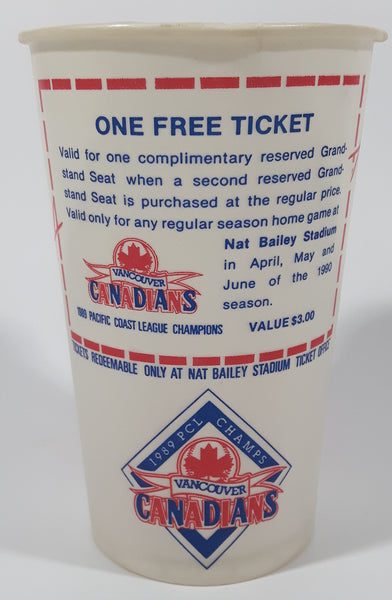 ONE FREE TICKET
Valid for one complimentary reserved Grand-
stand Seat when a second reserved Grand-
stand Seat is purchased at the regular price.
Valid only for any regular season home game at
Nat Bailey Stadium
in April, May and
June of the 1990
season.
VANCOUVER
CANADIANS
1989 PACIFIC COAST LEAGUE CHAMPIONS
VALUE $3.00
TICKETS REDEEMABLE ONLY AT NAT BAILEY STADIUM TICKET OFFICE
1989 PCL CHAMPS
VANCOUVER
CANADIANS